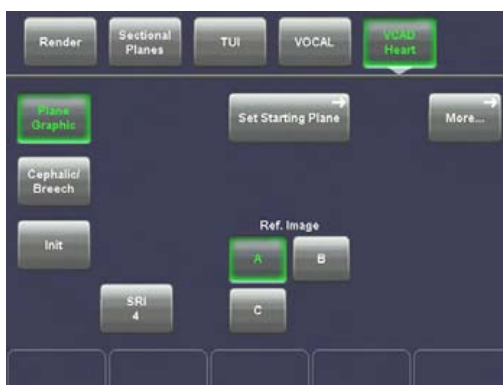 Render
Sectional
Planes
TUI
VOCAL
VCAD
Heart
Plane
Graphic
Set Starting Plane
More...
Cephalic/
Breech
Init
Ref. Image
A
B
SRI
4
C